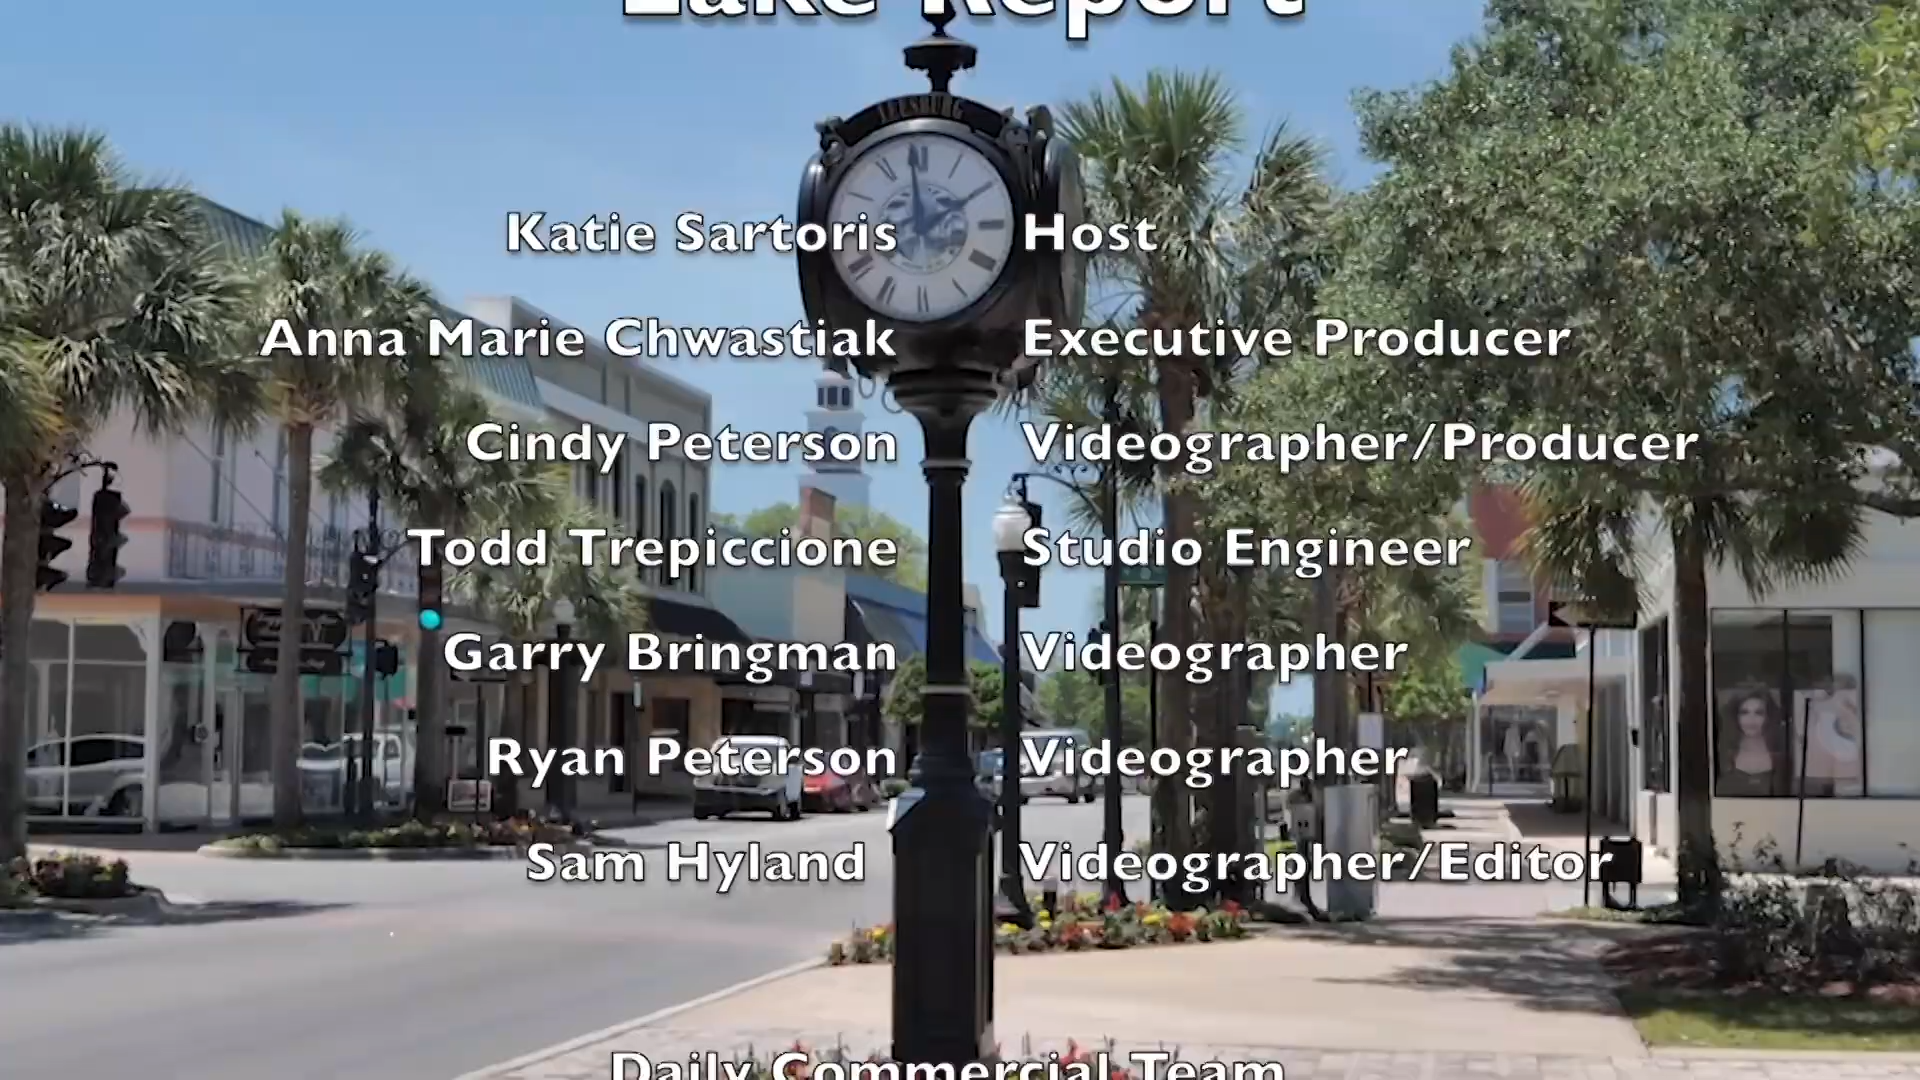 Lake Report
LEESBURG
Katie Sartoris Host
Anna Marie Chwastiak Executive Producer
Cindy Peterson Videographer/Producer
Todd Trepiccione Studio Engineer
Garry Bringman Videographer
Ryan Peterson Videographer
Sam Hyland Videographer/Editor
Daily Commercial Team